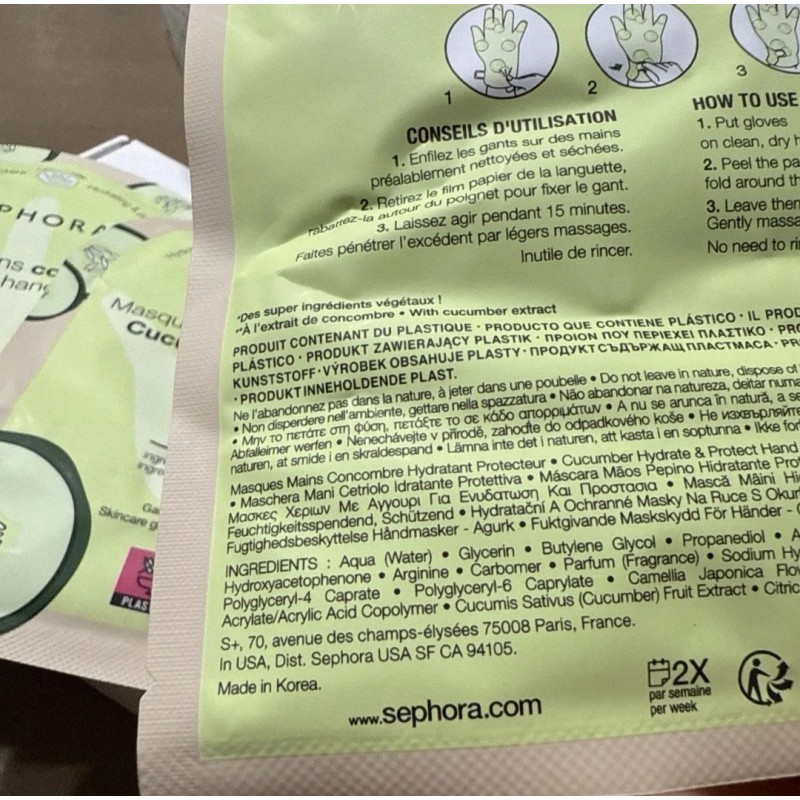 PHORA
ns co
hang
Masqu
Cucu
Skincare g
PLAS
1
2
3
CONSEILS D'UTILISATION
1. Enfilez les gants sur des mains
préalablement nettoyées et séchées.
2. Retirez le film papier de la languette,
rabattez-la autour du poignet pour fixer le gant.
3. Laissez agir pendant 15 minutes.
Faites pénétrer l'excédent par légers massages.
Inutile de rincer.
HOW TO USE
1. Put gloves
on clean, dry h
2. Peel the pa
fold around th
3. Leave them
Gently massa
No need to ri
*Des super ingrédients végétaux !
**À l'extrait de concombre • With cucumber extract
PRODUIT CONTENANT DU PLASTIQUE · PRODUCTO QUE CONTIENE PLÁSTICO · IL PROD
PLÁSTICO · PRODUKT ZAWIERAJĄCY PLASTIK · ΠΡΟΙΟΝ ΠΟΥ ΠΕΡΙΕΧΕΙ ΠΛΑΣΤΙΚΟ · PRO
KUNSTSTOFF · VÝROBEK OBSAHUJE PLASTY · ПРОДУКТ СЪДЪРЖАЩ ПЛАСТМАСА · PR
· PRODUKT INNEHOLDENDE PLAST.
Ne l'abandonnez pas dans la nature, à jeter dans une poubelle • Do not leave in nature, dispose of
• Non disperdere nell'ambiente, gettare nella spazzatura • Não abandonar na natureza, deitar numa
• Μην το πετάτε στη φύση, πετάξτε το σε κάδο απορριμάτων • A nu se arunca în natură, a se
Abfalleimer werfen • Nenechávejte v přírodě, zahoďte do odpadkového koše • Не изхвърляйте
naturen, at smide i en skraldespand • Lämna inte det i naturen, att kasta i en soptunna • Ikke for
Masques Mains Concombre Hydratant Protecteur • Cucumber Hydrate & Protect Hand
• Maschera Mani Cetriolo Idratante Protettiva • Máscara Mãos Pepino Hidratante Prot
Μασκες Χεριων Με Αγγουρι Για Ενυδατωση Και Προστασια • Mască Mâini Hi
Feuchtigkeitsspendend, Schützend • Hydratační A Ochranné Masky Na Ruce S Okur
Fugtighedsbeskyttelse Håndmasker - Agurk • Fuktgivande Maskskydd För Händer -
INGREDIENTS : Aqua (Water) • Glycerin • Butylene Glycol • Propanediol • A
Hydroxyacetophenone • Arginine • Carbomer • Parfum (Fragrance) • Sodium Hy
Polyglyceryl-4 Caprate • Polyglyceryl-6 Caprylate • Camellia Japonica Flo
Acrylate/Acrylic Acid Copolymer • Cucumis Sativus (Cucumber) Fruit Extract • Citric
S+, 70, avenue des champs-élysées 75008 Paris, France.
In USA, Dist. Sephora USA SF CA 94105.
Made in Korea.
www.sephora.com
2X
par semaine
per week